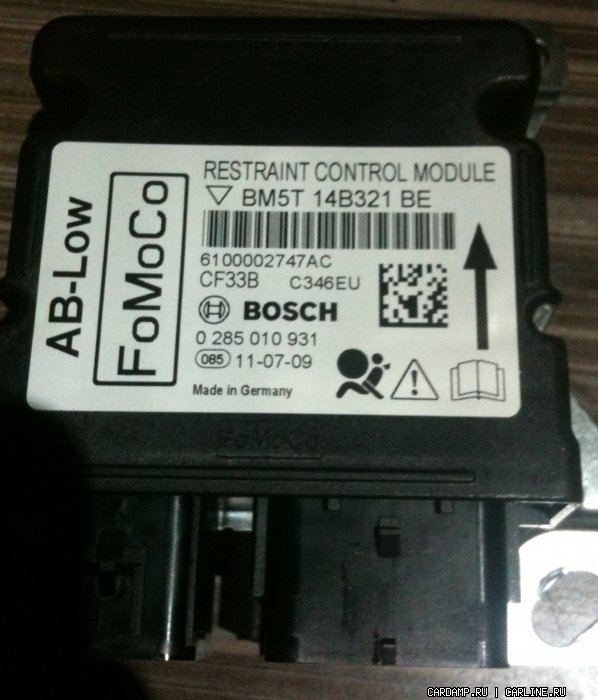 RESTRAINT CONTROL MODULE
BM5T 14B321 BE
6100002747AC
CF33B C346EU
BOSCH
0 285 010 931
085 11-07-09
Made in Germany
AB-Low
FoMoCo
FoMoCo
CARDAMP.RU | CARLINE.RU